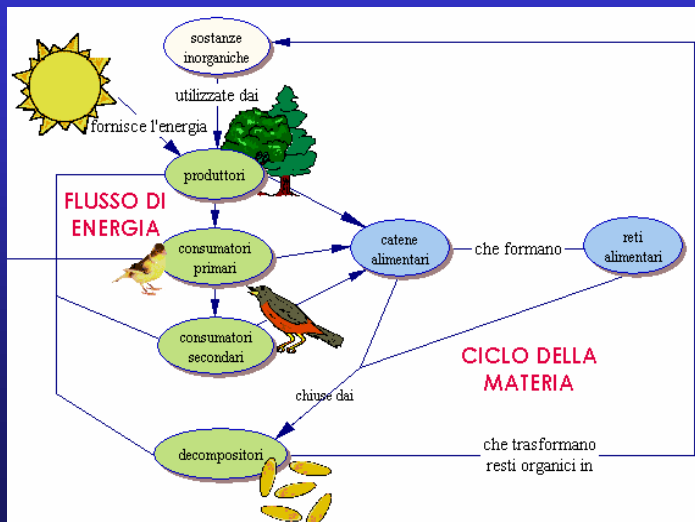 sostanze
inorganiche
utilizzate dai
fornisce l'energia
produttori
FLUSSO DI
ENERGIA
consumatori
primari
catene
alimentari
che formano
reti
alimentari
consumatori
secondari
CICLO DELLA
MATERIA
chiuse dai
decompositori
che trasformano
resti organici in